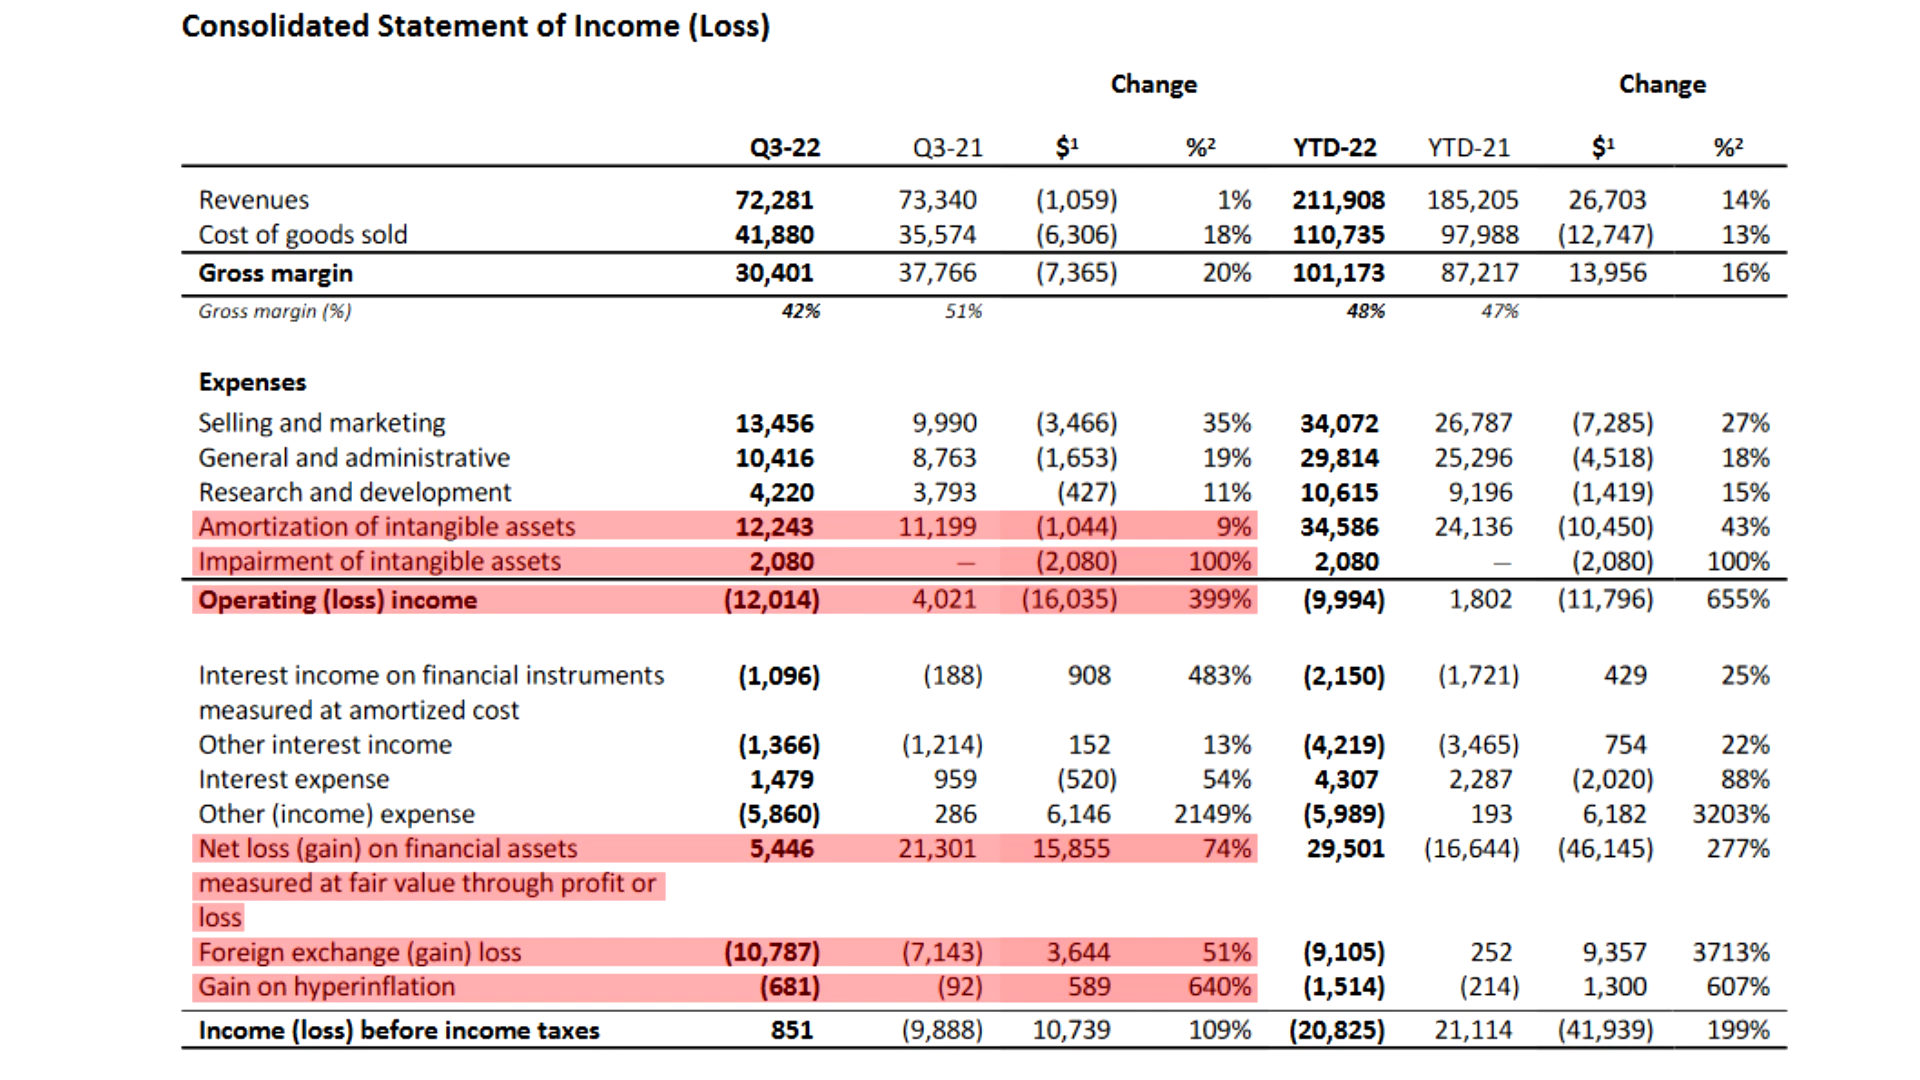 Consolidated Statement of Income (Loss)
Change Change
Q3-22 Q3-21 $¹ %² YTD-22 YTD-21 $¹ %²
Revenues 72,281 73,340 (1,059) 1% 211,908 185,205 26,703 14%
Cost of goods sold 41,880 35,574 (6,306) 18% 110,735 97,988 (12,747) 13%
Gross margin 30,401 37,766 (7,365) 20% 101,173 87,217 13,956 16%
Gross margin (%) 42% 51% 48% 47%
Expenses
Selling and marketing 13,456 9,990 (3,466) 35% 34,072 26,787 (7,285) 27%
General and administrative 10,416 8,763 (1,653) 19% 29,814 25,296 (4,518) 18%
Research and development 4,220 3,793 (427) 11% 10,615 9,196 (1,419) 15%
Amortization of intangible assets 12,243 11,199 (1,044) 9% 34,586 24,136 (10,450) 43%
Impairment of intangible assets 2,080 — (2,080) 100% 2,080 — (2,080) 100%
Operating (loss) income (12,014) 4,021 (16,035) 399% (9,994) 1,802 (11,796) 655%
Interest income on financial instruments (1,096) (188) 908 483% (2,150) (1,721) 429 25%
measured at amortized cost
Other interest income (1,366) (1,214) 152 13% (4,219) (3,465) 754 22%
Interest expense 1,479 959 (520) 54% 4,307 2,287 (2,020) 88%
Other (income) expense (5,860) 286 6,146 2149% (5,989) 193 6,182 3203%
Net loss (gain) on financial assets 5,446 21,301 15,855 74% 29,501 (16,644) (46,145) 277%
measured at fair value through profit or
loss
Foreign exchange (gain) loss (10,787) (7,143) 3,644 51% (9,105) 252 9,357 3713%
Gain on hyperinflation (681) (92) 589 640% (1,514) (214) 1,300 607%
Income (loss) before income taxes 851 (9,888) 10,739 109% (20,825) 21,114 (41,939) 199%